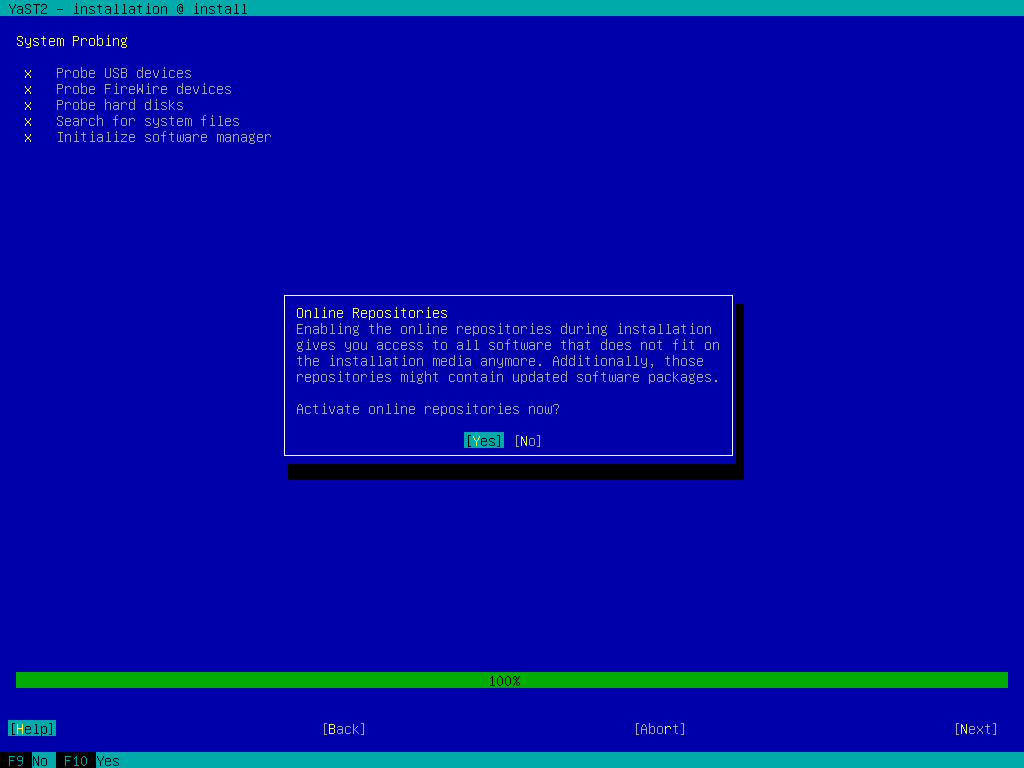 YaST2 - installation @ install
System Probing
x Probe USB devices
x Probe FireWire devices
x Probe hard disks
x Search for system files
x Initialize software manager
Online Repositories
Enabling the online repositories during installation
gives you access to all software that does not fit on
the installation media anymore. Additionally, those
repositories might contain updated software packages.
Activate online repositories now?
[Yes] [No]
100%
[Help] [Back] [Abort] [Next]
F9 No F10 Yes